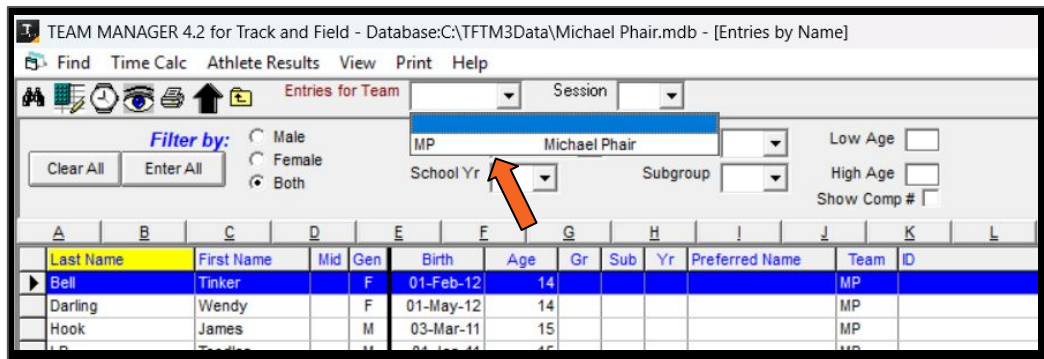 TEAM MANAGER 4.2 for Track and Field - Database:C:\TFTM3Data\Michael Phair.mdb - [Entries by Name]
Find Time Calc Athlete Results View Print Help
Entries for Team Session
Filter by: Male
Female
Both
Clear All Enter All
MP Michael Phair
Low Age
School Yr Subgroup High Age
Show Comp #
A B C D E F G H I J K L
Last Name First Name Mid Gen Birth Age Gr Sub Yr Preferred Name Team ID
Bell Tinker F 01-Feb-12 14 MP
Darling Wendy F 01-May-12 14 MP
Hook James M 03-Mar-11 15 MP